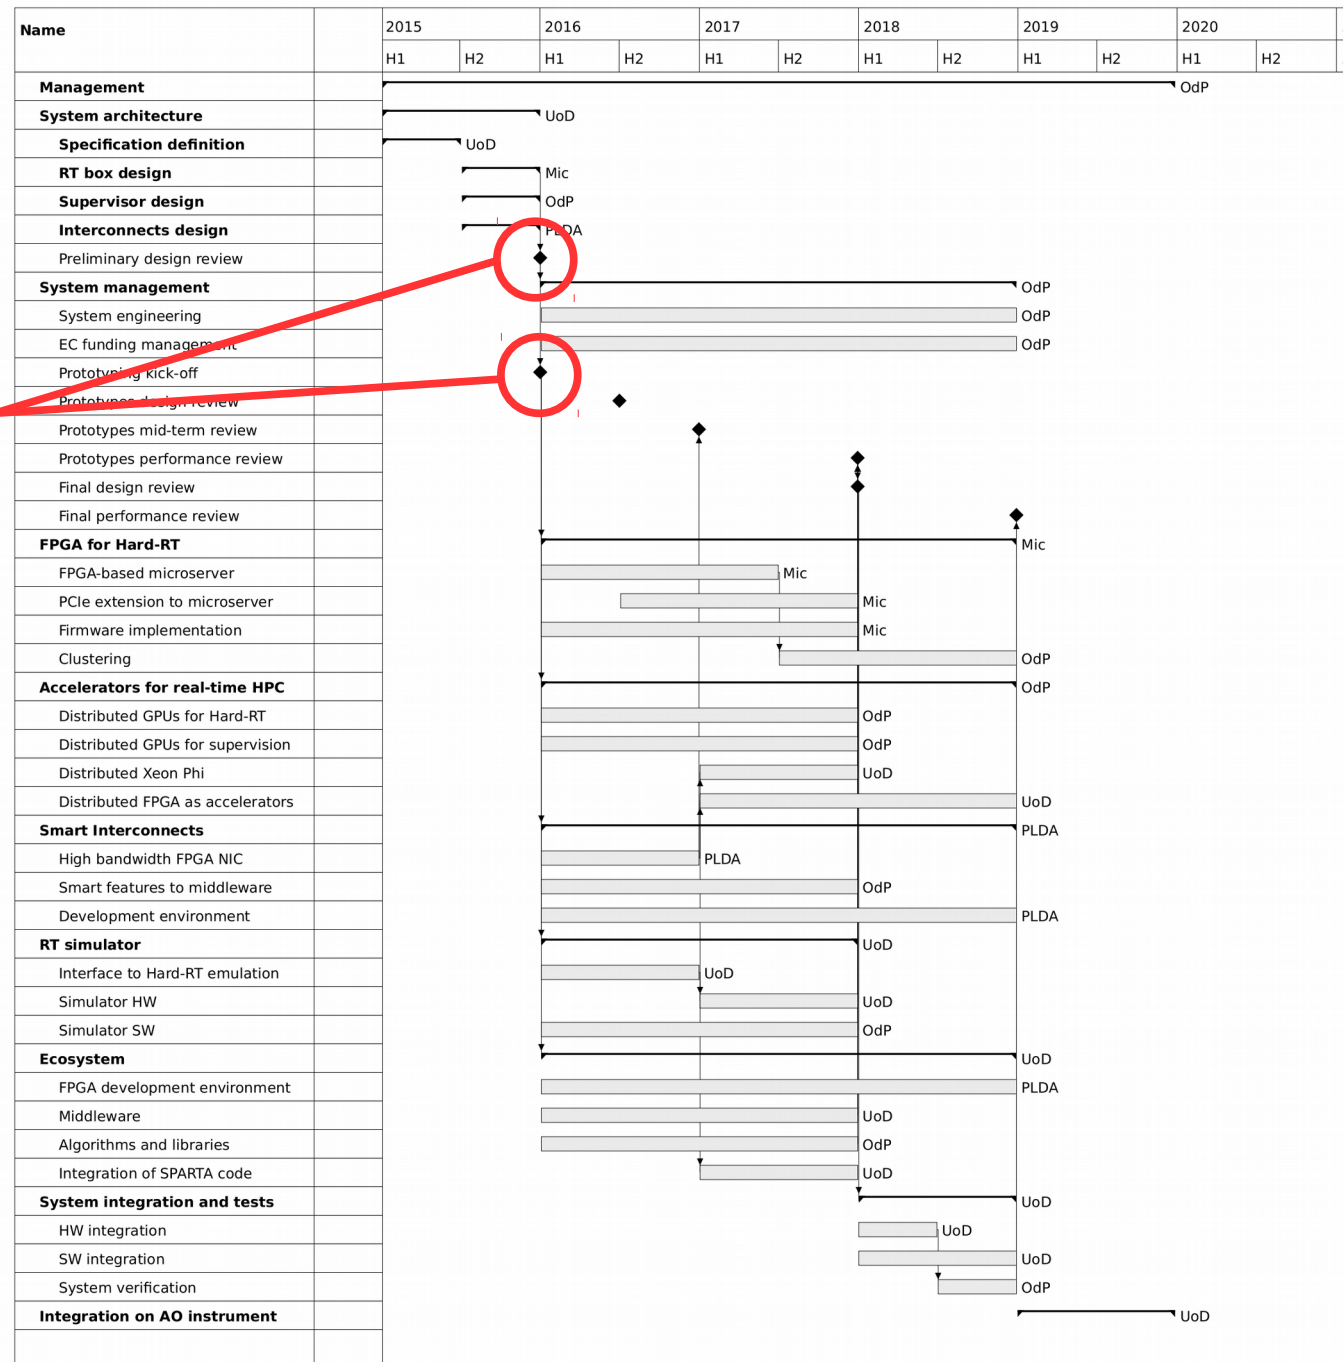 Name 2015 2016 2017 2018 2019 2020
H1 H2 H1 H2 H1 H2 H1 H2 H1 H2 H1 H2
Management OdP
System architecture UoD
Specification definition UoD
RT box design Mic
Supervisor design OdP
Interconnects design PLDA
Preliminary design review
System management OdP
System engineering OdP
EC funding management OdP
Prototyping kick-off
Prototypes design review
Prototypes mid-term review
Prototypes performance review
Final design review
Final performance review
FPGA for Hard-RT Mic
FPGA-based microserver Mic
PCIe extension to microserver Mic
Firmware implementation Mic
Clustering OdP
Accelerators for real-time HPC OdP
Distributed GPUs for Hard-RT OdP
Distributed GPUs for supervision OdP
Distributed Xeon Phi UoD
Distributed FPGA as accelerators UoD
Smart Interconnects PLDA
High bandwidth FPGA NIC PLDA
Smart features to middleware OdP
Development environment PLDA
RT simulator UoD
Interface to Hard-RT emulation UoD
Simulator HW UoD
Simulator SW OdP
Ecosystem UoD
FPGA development environment PLDA
Middleware UoD
Algorithms and libraries OdP
Integration of SPARTA code UoD
System integration and tests UoD
HW integration UoD
SW integration UoD
System verification OdP
Integration on AO instrument UoD